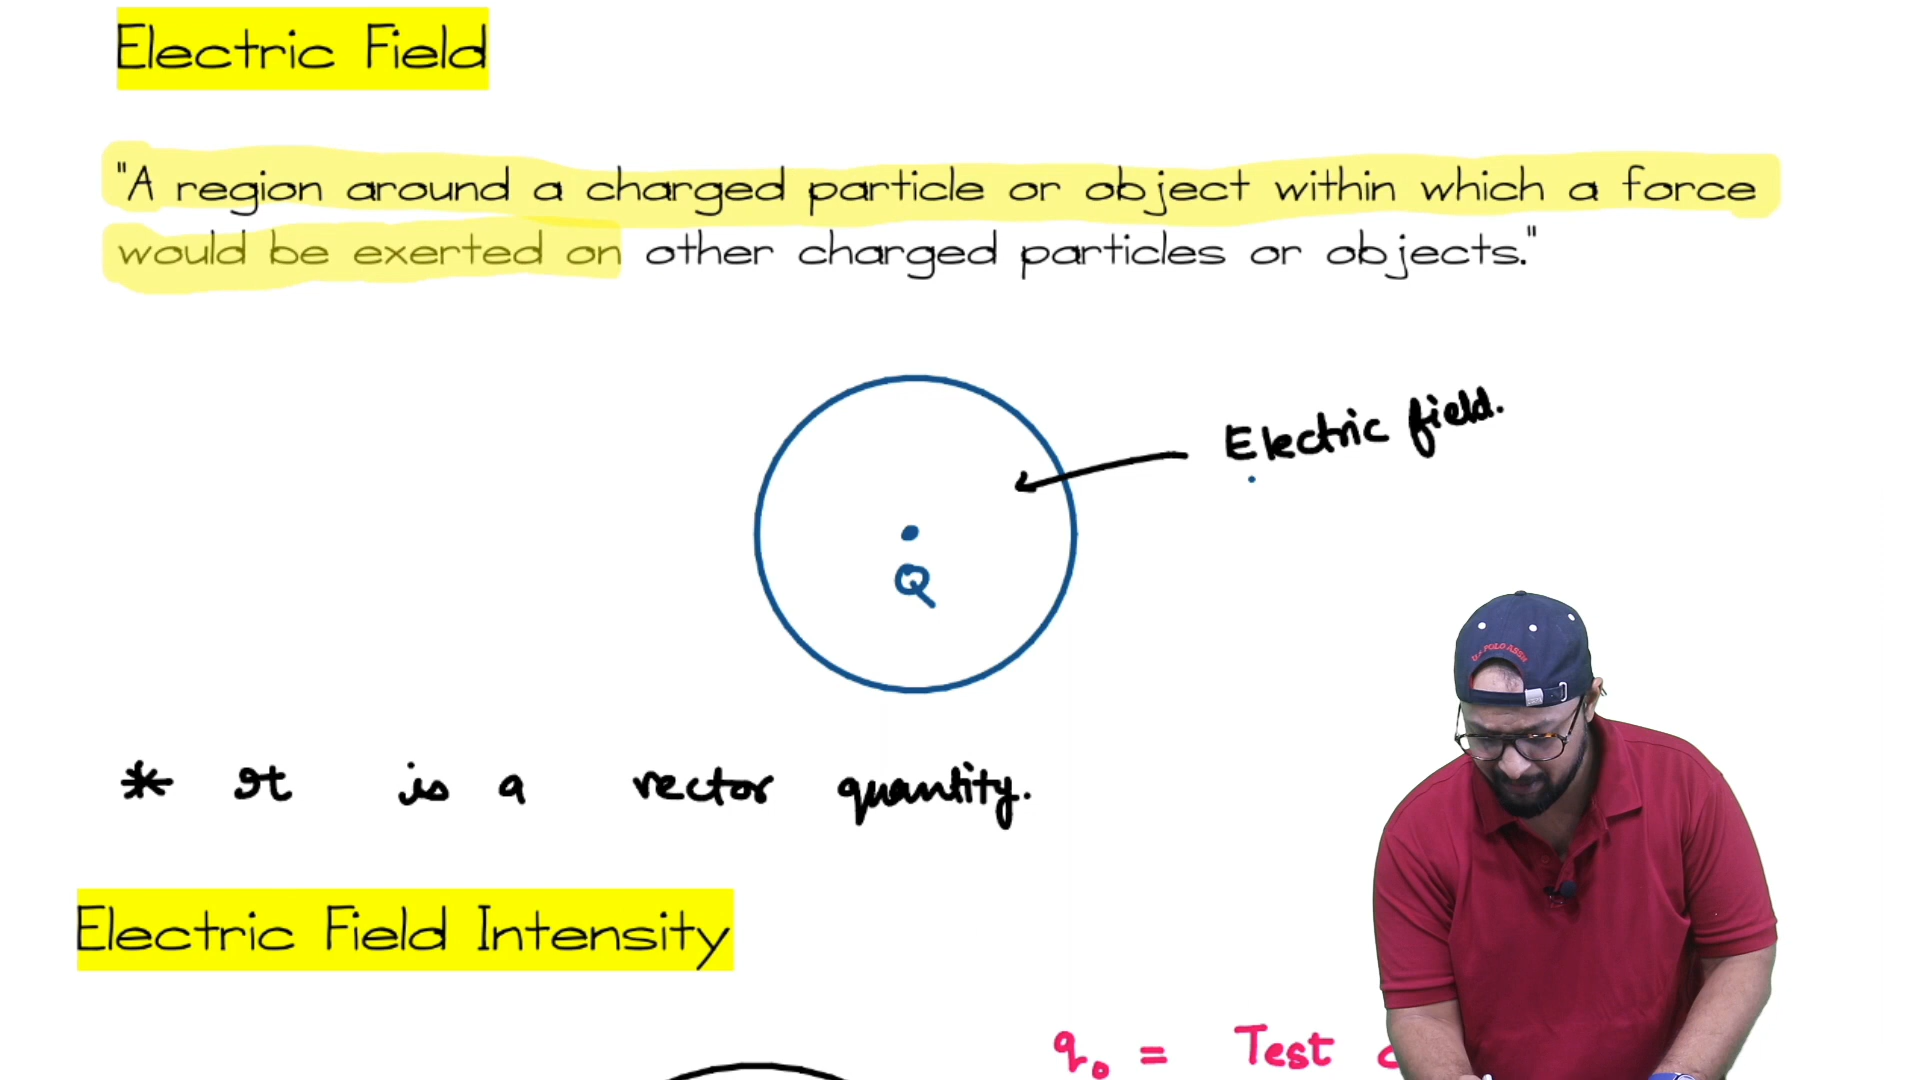 Electric Field
"A region around a charged particle or object within which a force
would be exerted on other charged particles or objects."
Electric field.
Q
* It is a vector quantity.
Electric Field Intensity
q₀ = Test